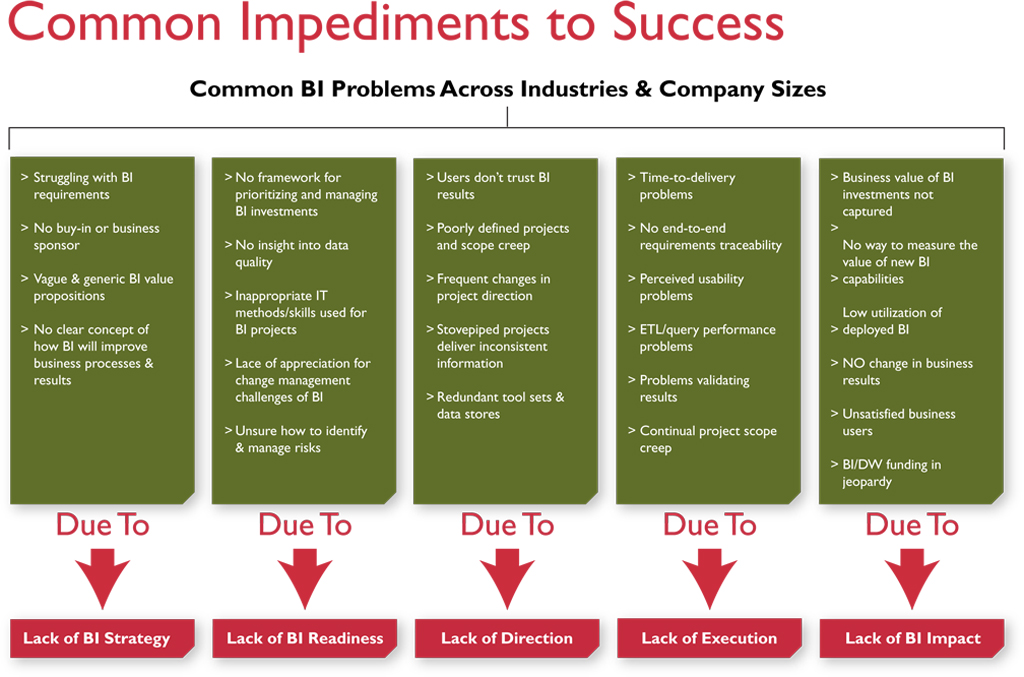 Common Impediments to Success
Common BI Problems Across Industries & Company Sizes
> Struggling with BI
requirements
> No buy-in or business
sponsor
> Vague & generic BI value
propositions
> No clear concept of
how BI will improve
business processes &
results
> No framework for
prioritizing and managing
BI investments
> No insight into data
quality
> Inappropriate IT
methods/skills used for
BI projects
> Lace of appreciation for
change management
challenges of BI
> Unsure how to identify
& manage risks
> Users don't trust BI
results
> Poorly defined projects
and scope creep
> Frequent changes in
project direction
> Stovepiped projects
deliver inconsistent
information
> Redundant tool sets &
data stores
> Time-to-delivery
problems
> No end-to-end
requirements traceability
> Perceived usability
problems
> ETL/query performance
problems
> Problems validating
results
> Continual project scope
creep
> Business value of BI
investments not
captured
>
No way to measure the
value of new BI
> capabilities
Low utilization of
> deployed BI
> NO change in business
results
> Unsatisfied business
users
> BI/DW funding in
jeopardy
Due To
Due To
Due To
Due To
Due To
Lack of BI Strategy
Lack of BI Readiness
Lack of Direction
Lack of Execution
Lack of BI Impact